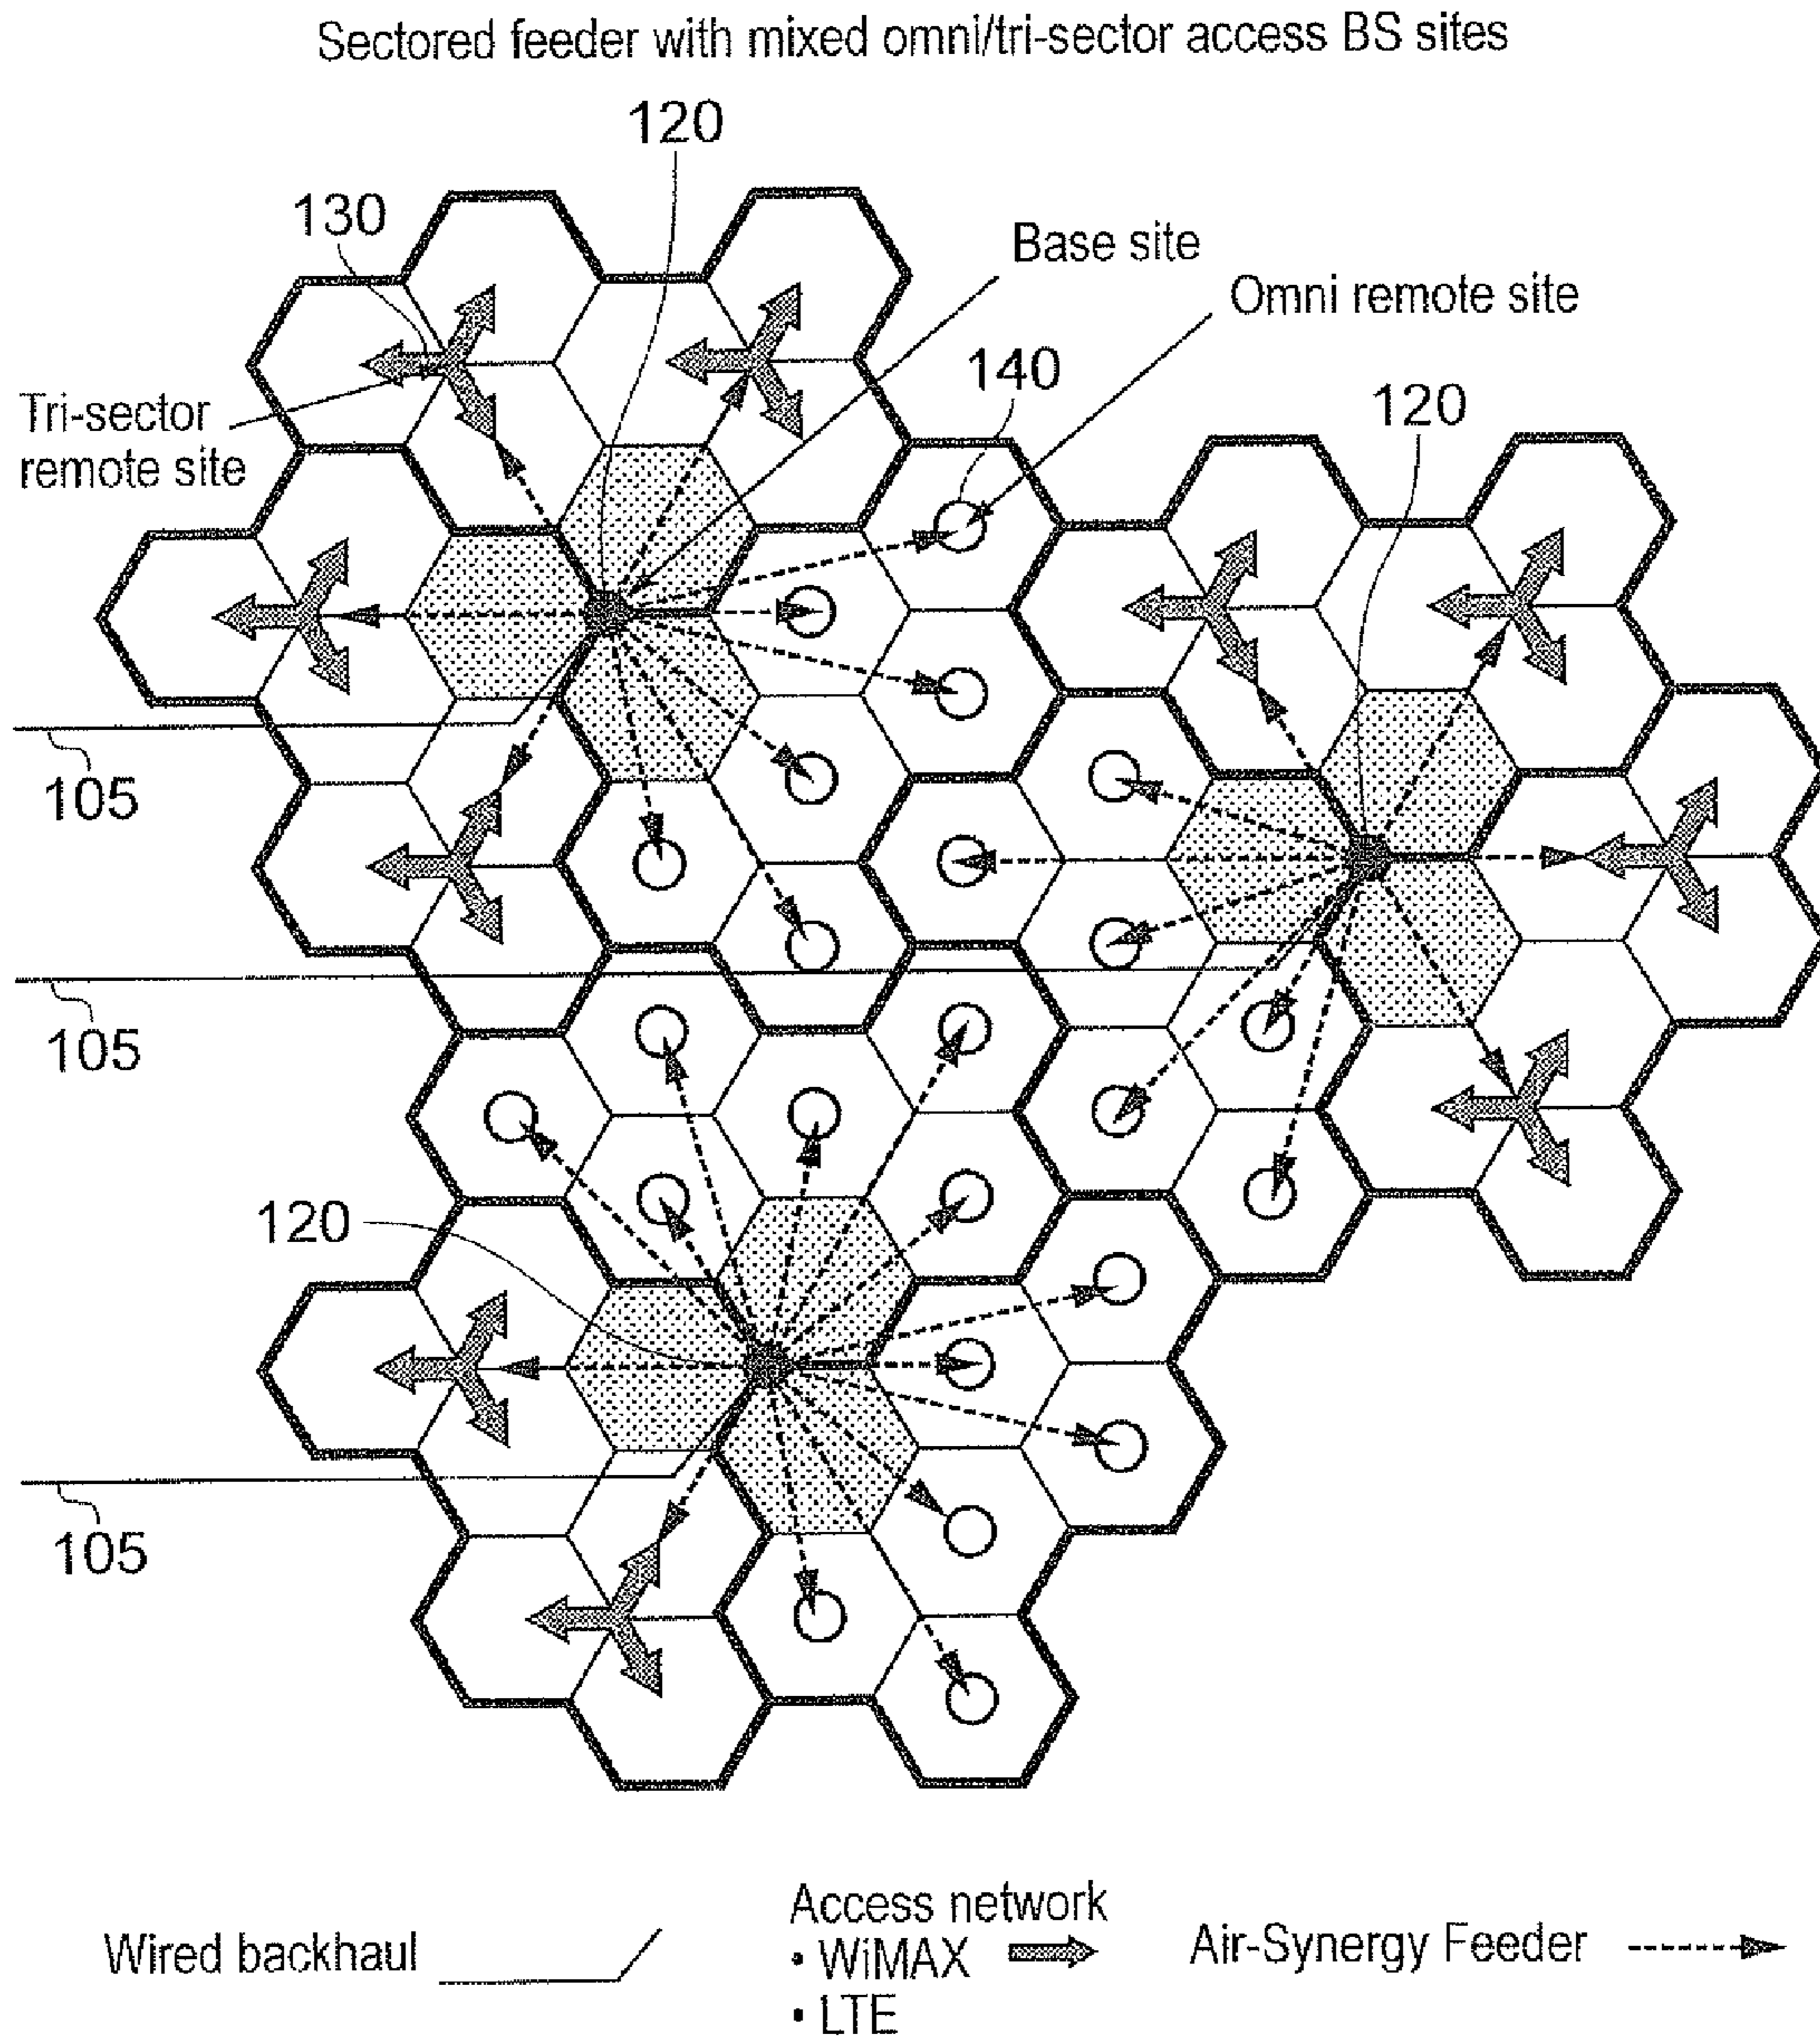 Sectored feeder with mixed omni/tri-sector access BS sites
120
130
Base site
Omni remote site
140
120
Tri-sector
remote site
105
105
120
105
Wired backhaul
Access network
• WiMAX
• LTE
Air-Synergy Feeder